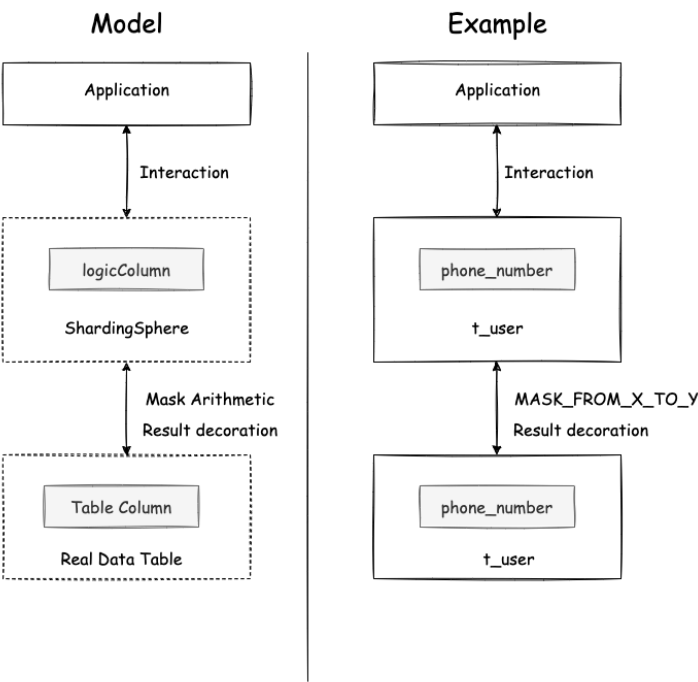 Model
Application
Interaction
logicColumn
ShardingSphere
Mask Arithmetic
Result decoration
Table Column
Real Data Table
Example
Application
Interaction
phone_number
t_user
MASK_FROM_X_TO_Y
Result decoration
phone_number
t_user